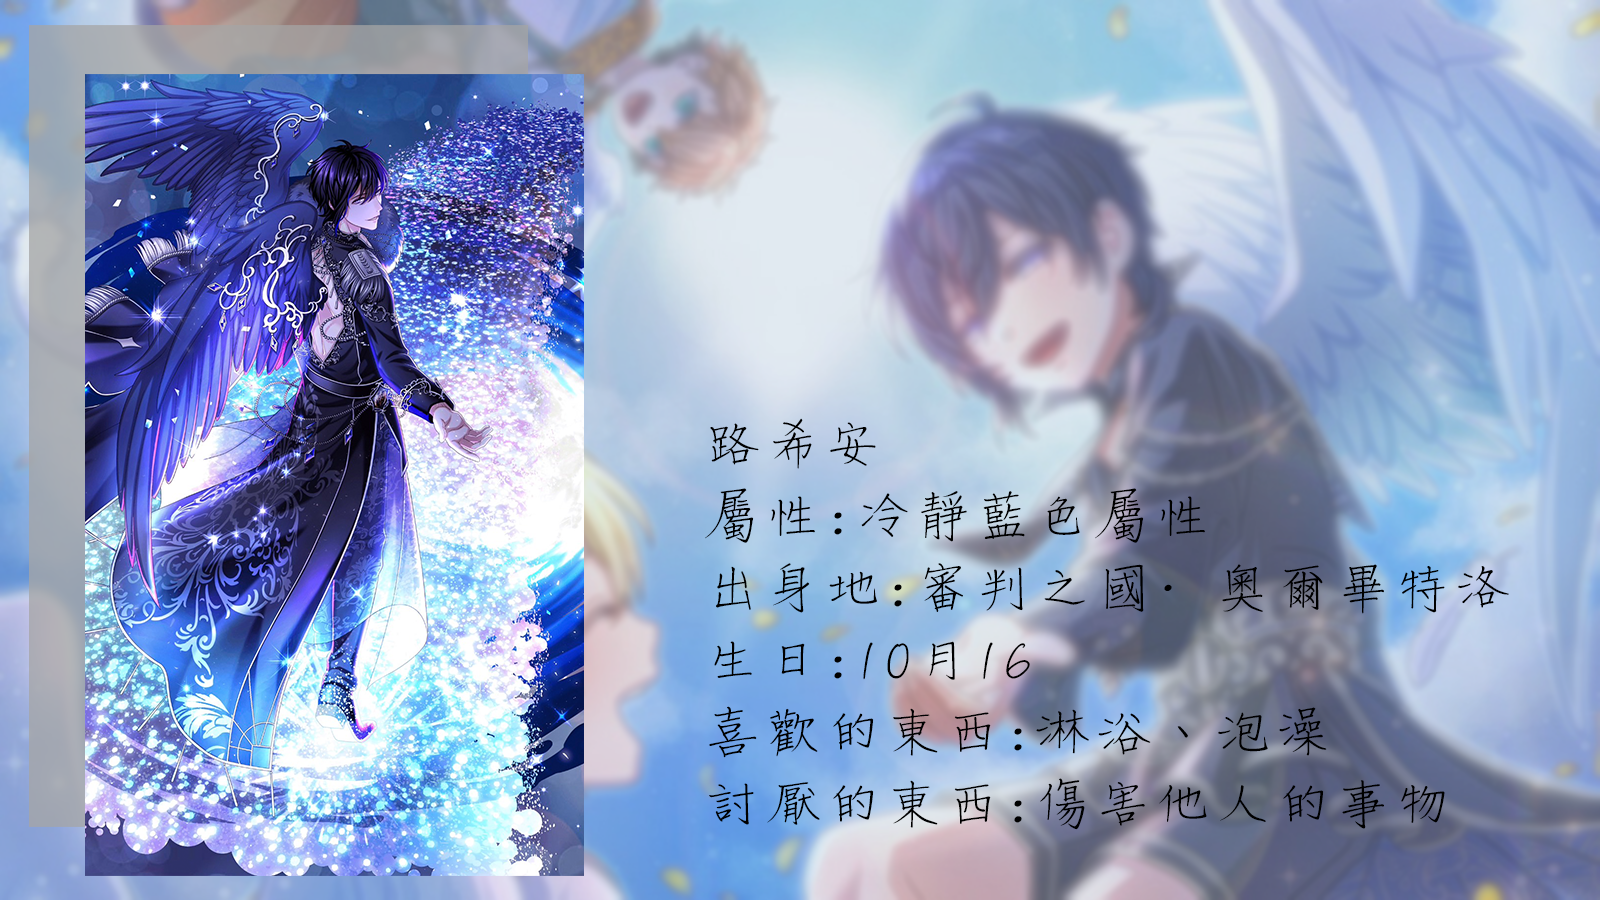 路希安
屬性:冷靜藍色屬性
出身地:審判之國·奧爾畢特洛
生日:10月16
喜歡的東西:淋浴、泡澡
討厭的東西:傷害他人的事物